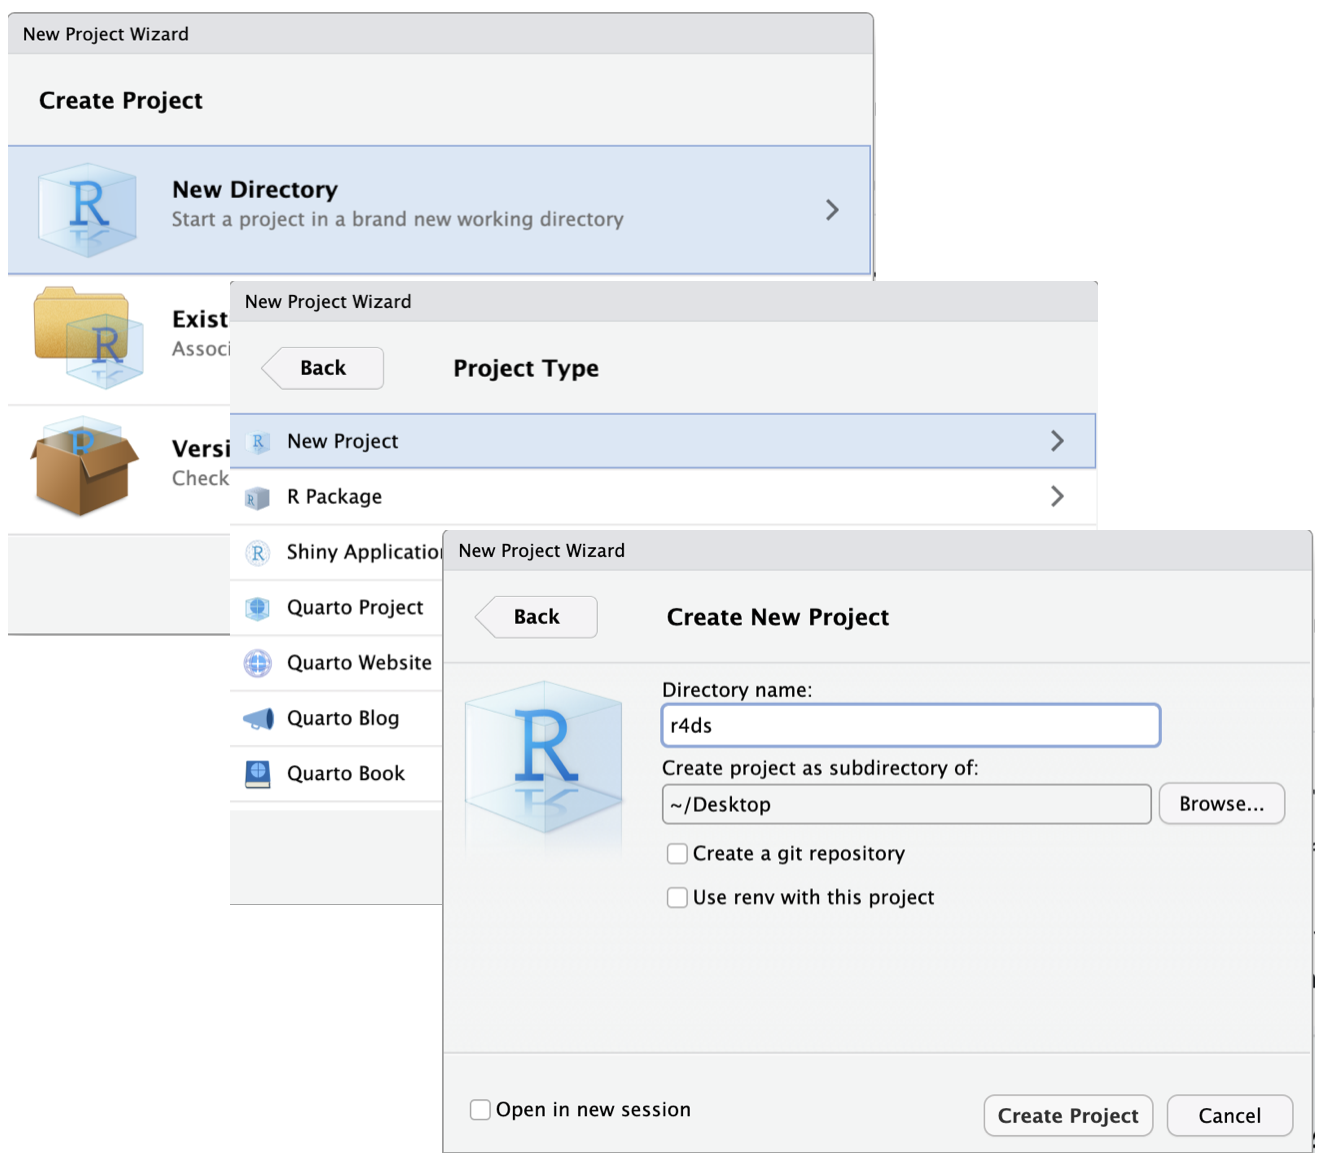 New Project Wizard
Create Project
New Directory
Start a project in a brand new working directory
New Project Wizard
Back
Project Type
New Project
R Package
Shiny Application
Quarto Project
Quarto Website
Quarto Blog
Quarto Book
New Project Wizard
Back
Create New Project
Directory name:
r4ds
Create project as subdirectory of:
~/Desktop
Browse...
Create a git repository
Use renv with this project
Open in new session
Create Project
Cancel
Exist
Associ
Versi
Check